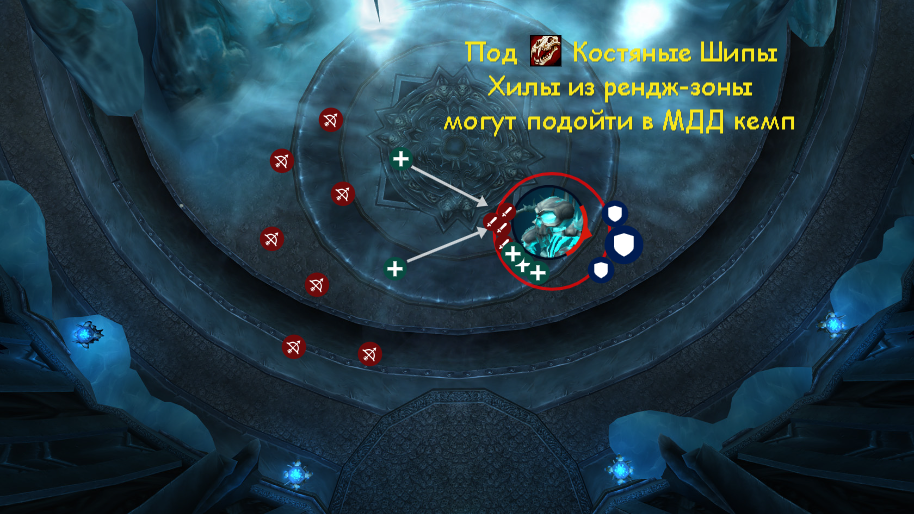 Под Костяные Шипы
Хилы из рендж-зоны
могут подойти в МДД кемп